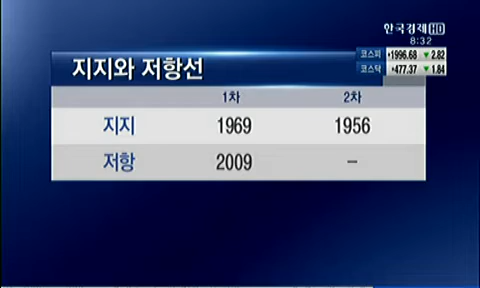 한국경제HD
8:32
코스피 1996.68 ▼ 2.82
코스닥 477.37 ▼ 1.84
지지와 저항선
1차 2차
지지 1969 1956
저항 2009 –